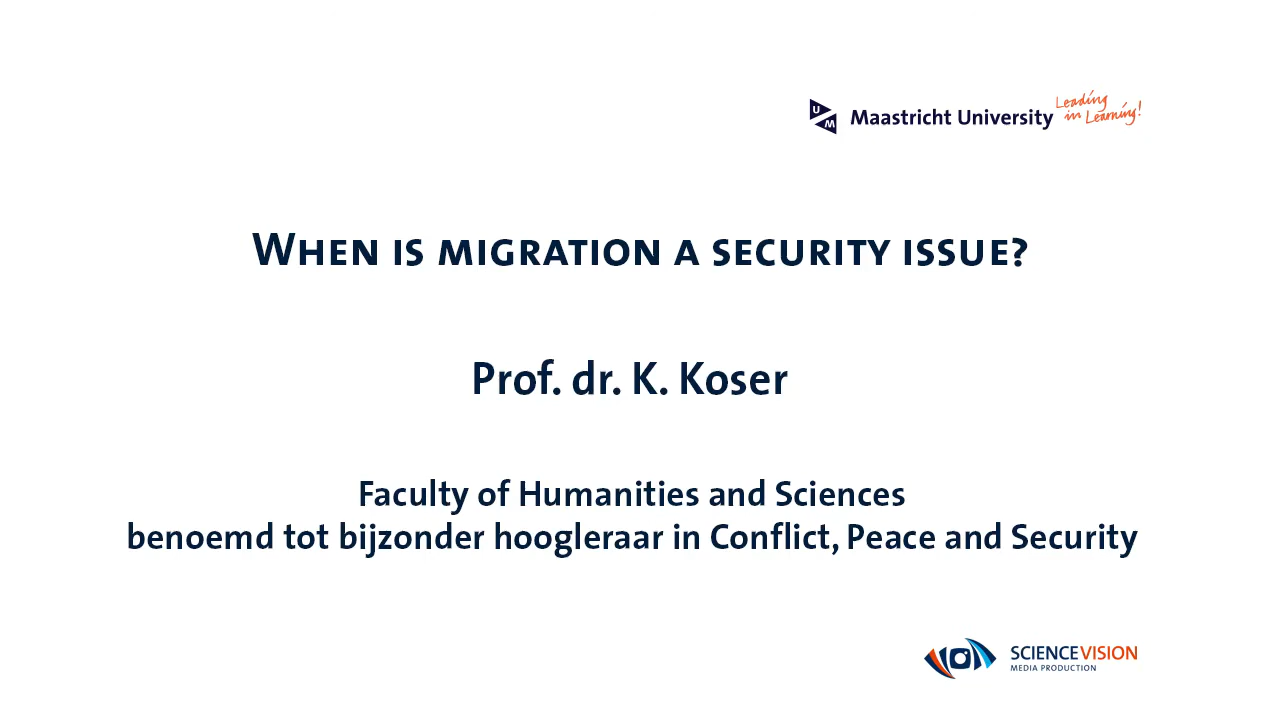 U M Maastricht University Leading in Learning!
When is migration a security issue?
Prof. dr. K. Koser
Faculty of Humanities and Sciences
benoemd tot bijzonder hoogleraar in Conflict, Peace and Security
SCIENCEVISION
MEDIA PRODUCTION